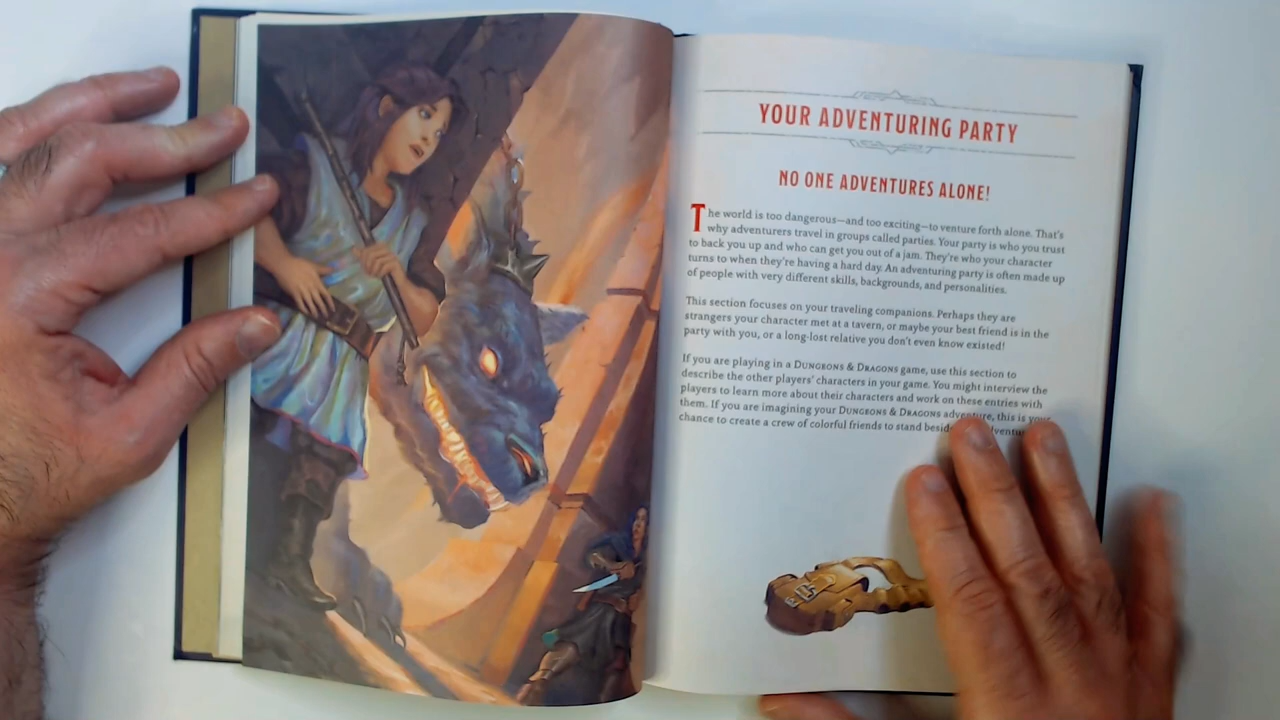 YOUR ADVENTURING PARTY
NO ONE ADVENTURES ALONE!
The world is too dangerous—and too exciting—to venture forth alone. That's
why adventurers travel in groups called parties. Your party is who you trust
to back you up and who can get you out of a jam. They're who your character
turns to when they're having a hard day. An adventuring party is often made up
of people with very different skills, backgrounds, and personalities.
This section focuses on your traveling companions. Perhaps they are
strangers your character met at a tavern, or maybe your best friend is in the
party with you, or a long-lost relative you don't even know existed!
If you are playing in a DUNGEONS & DRAGONS game, use this section to
describe the other players' characters in your game. You might interview the
players to learn more about their characters and work on these entries with
them. If you are imagining your DUNGEONS & DRAGONS adventure, this is your
chance to create a crew of colorful friends to stand